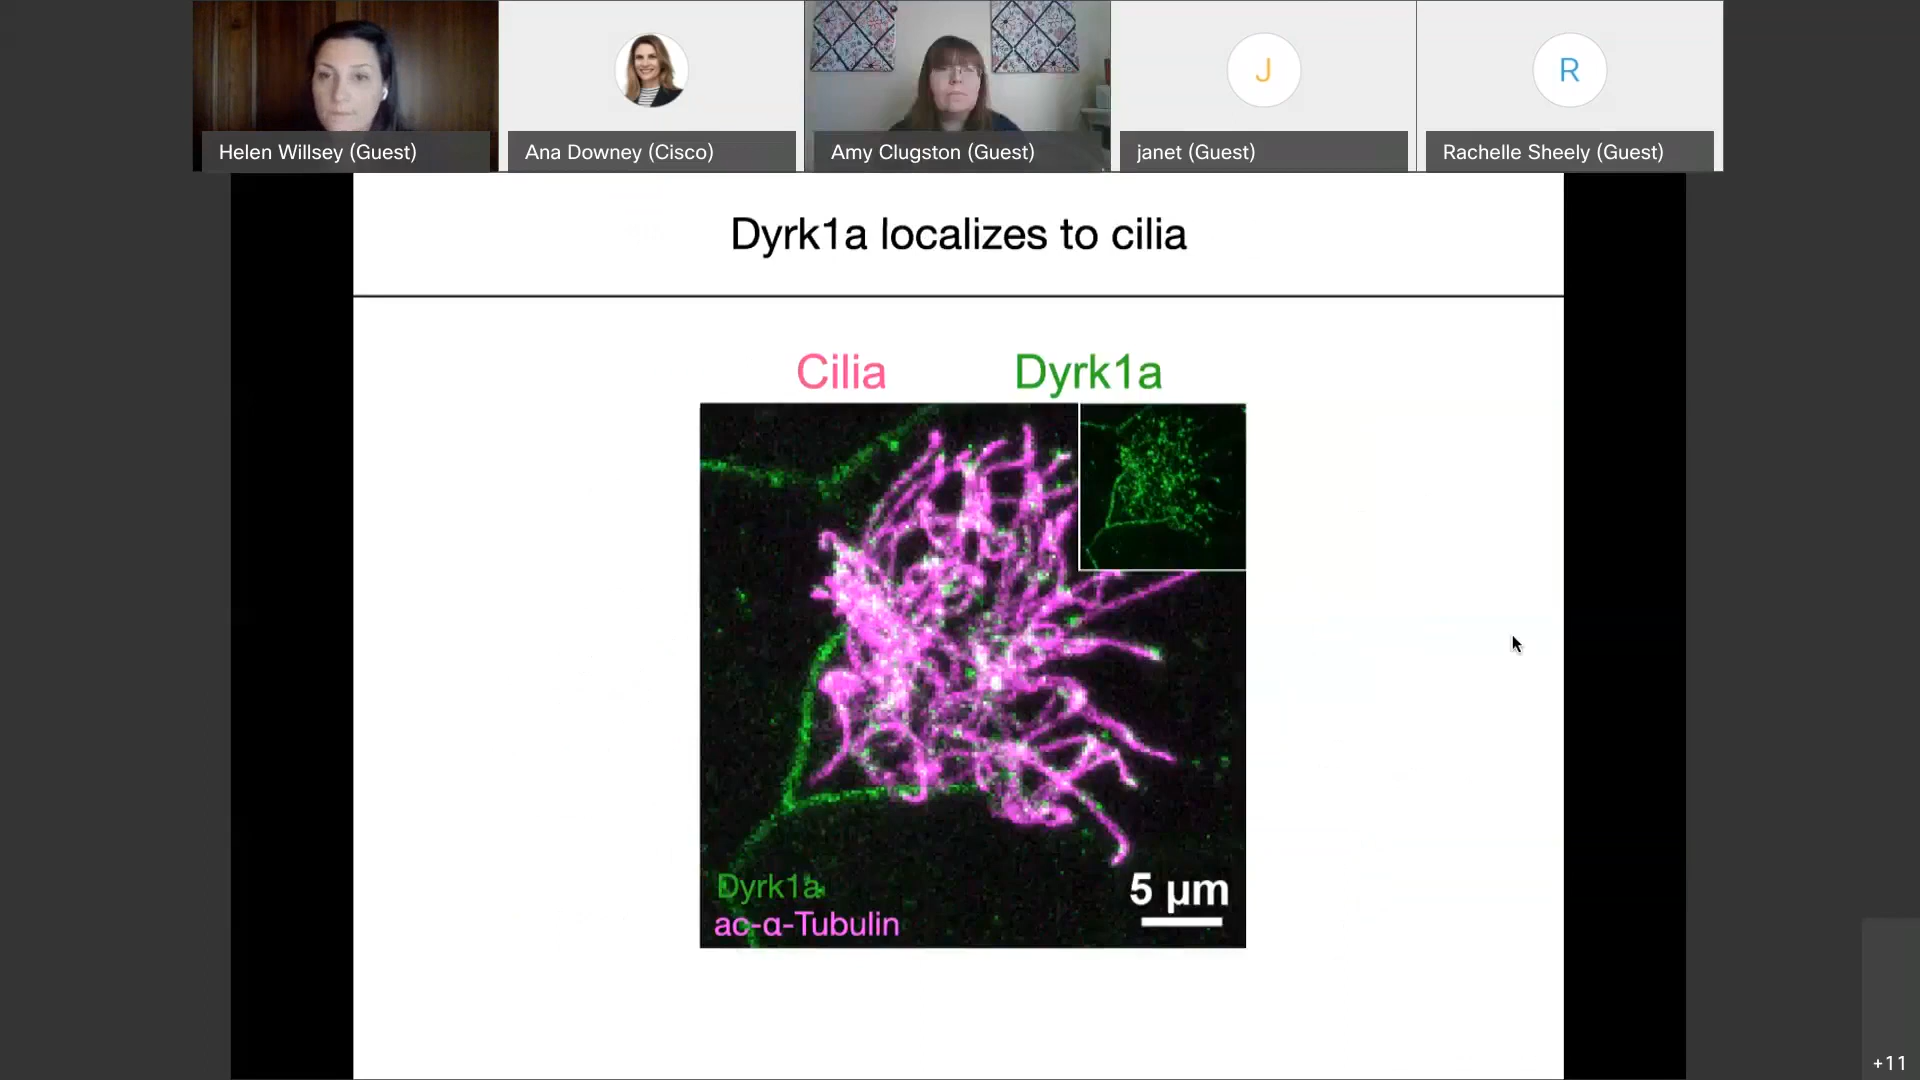 Helen Willsey (Guest)
Ana Downey (Cisco)
Amy Clugston (Guest)
J
janet (Guest)
R
Rachelle Sheely (Guest)
Dyrk1a localizes to cilia
Cilia
Dyrk1a
Dyrk1a
ac-α-Tubulin
5 µm
+11